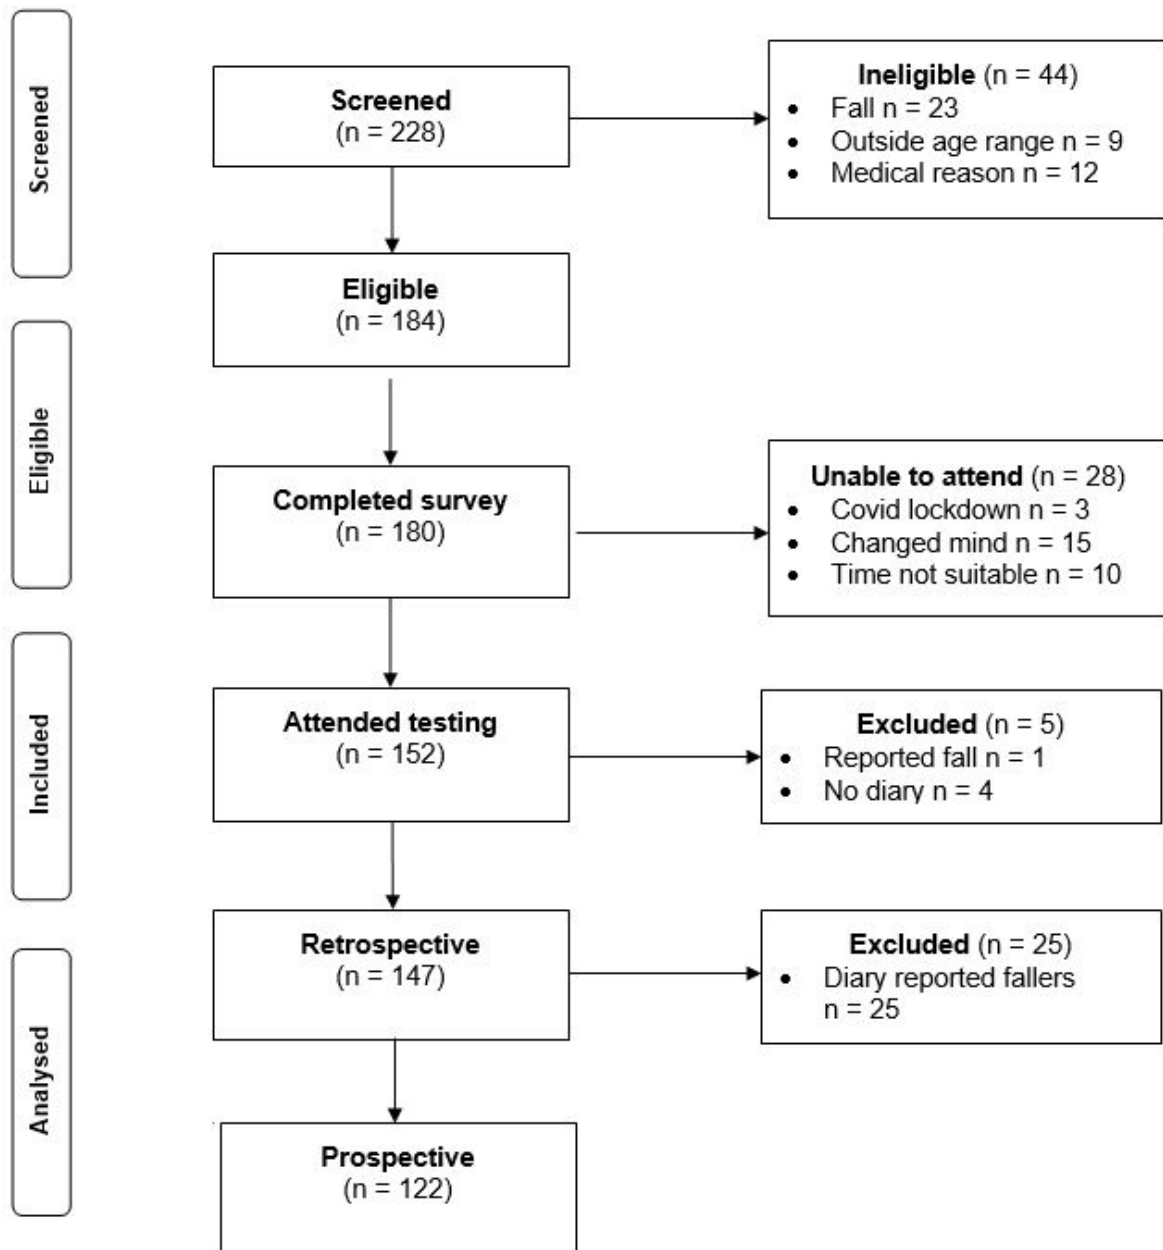 Screened
Screened
(n = 228)
Ineligible (n = 44)
• Fall n = 23
• Outside age range n = 9
• Medical reason n = 12
Eligible
(n = 184)
Eligible
Completed survey
(n = 180)
Unable to attend (n = 28)
• Covid lockdown n = 3
• Changed mind n = 15
• Time not suitable n = 10
Included
Attended testing
(n = 152)
Excluded (n = 5)
• Reported fall n = 1
• No diary n = 4
Retrospective
(n = 147)
Excluded (n = 25)
• Diary reported fallers
n = 25
Analysed
Prospective
(n = 122)